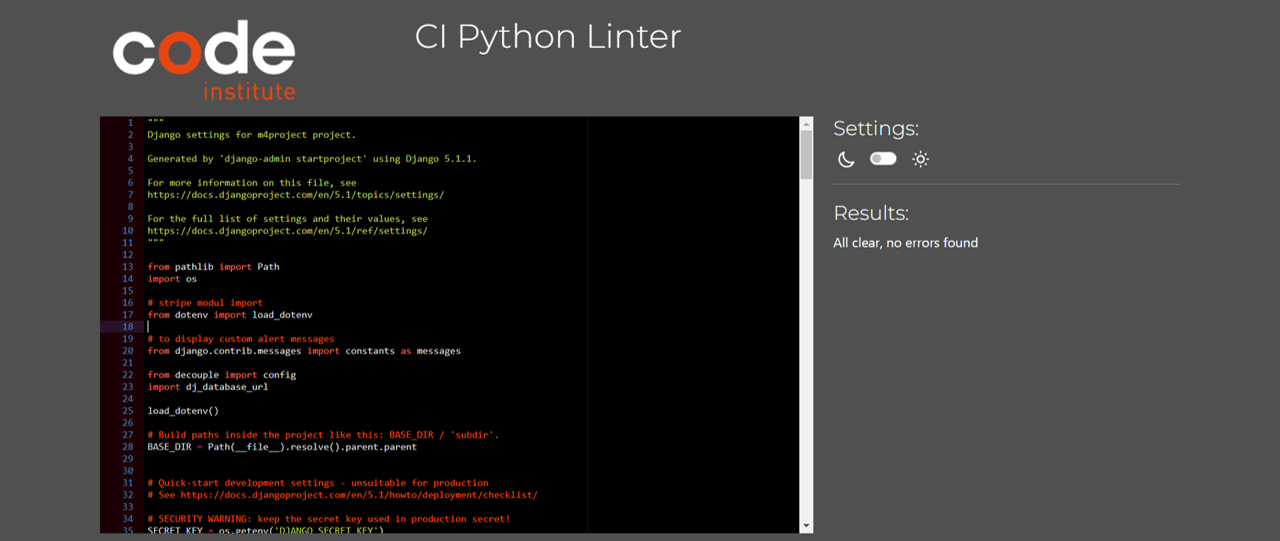 code
institute
CI Python Linter
1 """
2 Django settings for m4project project.
3
4 Generated by 'django-admin startproject' using Django 5.1.1.
5
6 For more information on this file, see
7 https://docs.djangoproject.com/en/5.1/topics/settings/
8
9 For the full list of settings and their values, see
10 https://docs.djangoproject.com/en/5.1/ref/settings/
11 """
12
13 from pathlib import Path
14 import os
15
16 # stripe modul import
17 from dotenv import load_dotenv
18
19 # to display custom alert messages
20 from django.contrib.messages import constants as messages
21
22 from decouple import config
23 import dj_database_url
24
25 load_dotenv()
26
27 # Build paths inside the project like this: BASE_DIR / 'subdir'.
28 BASE_DIR = Path(__file__).resolve().parent.parent
29
30
31 # Quick-start development settings - unsuitable for production
32 # See https://docs.djangoproject.com/en/5.1/howto/deployment/checklist/
33
34 # SECURITY WARNING: keep the secret key used in production secret!
35 SECRET_KEY = os.getenv('DJANGO_SECRET_KEY')
Settings:
Results:
All clear, no errors found